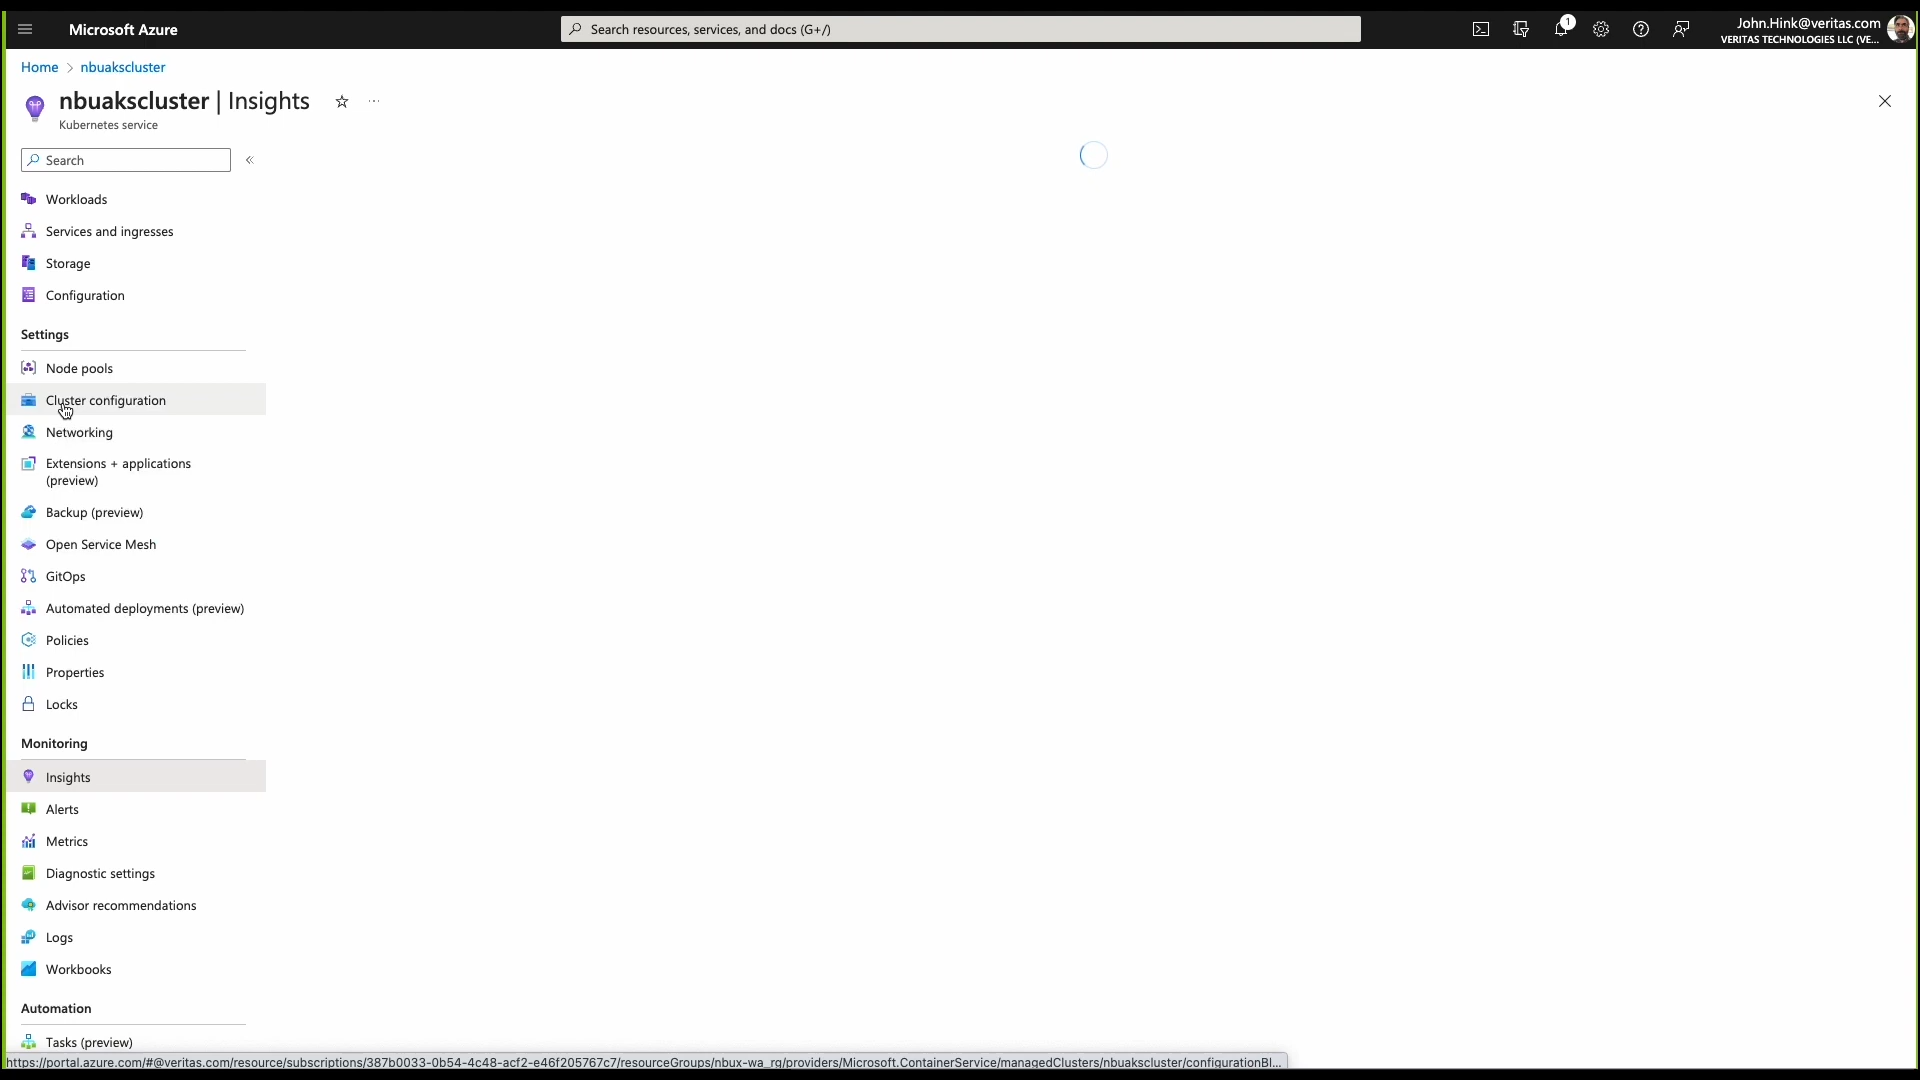 Microsoft Azure
Search resources, services, and docs (G+/)
1
John.Hink@veritas.com
VERITAS TECHNOLOGIES LLC (VE...
Home > nbuakscluster
nbuakscluster | Insights
Kubernetes service
Search
Workloads
Services and ingresses
Storage
Configuration
Settings
Node pools
Cluster configuration
Networking
Extensions + applications
(preview)
Backup (preview)
Open Service Mesh
GitOps
Automated deployments (preview)
Policies
Properties
Locks
Monitoring
Insights
Alerts
Metrics
Diagnostic settings
Advisor recommendations
Logs
Workbooks
Automation
Tasks (preview)
https://portal.azure.com/#@veritas.com/resource/subscriptions/387b0033-0b54-4c48-acf2-e46f205767c7/resourceGroups/nbux-wa_rg/providers/Microsoft.ContainerService/managedClusters/nbuakscluster/configurationBl...